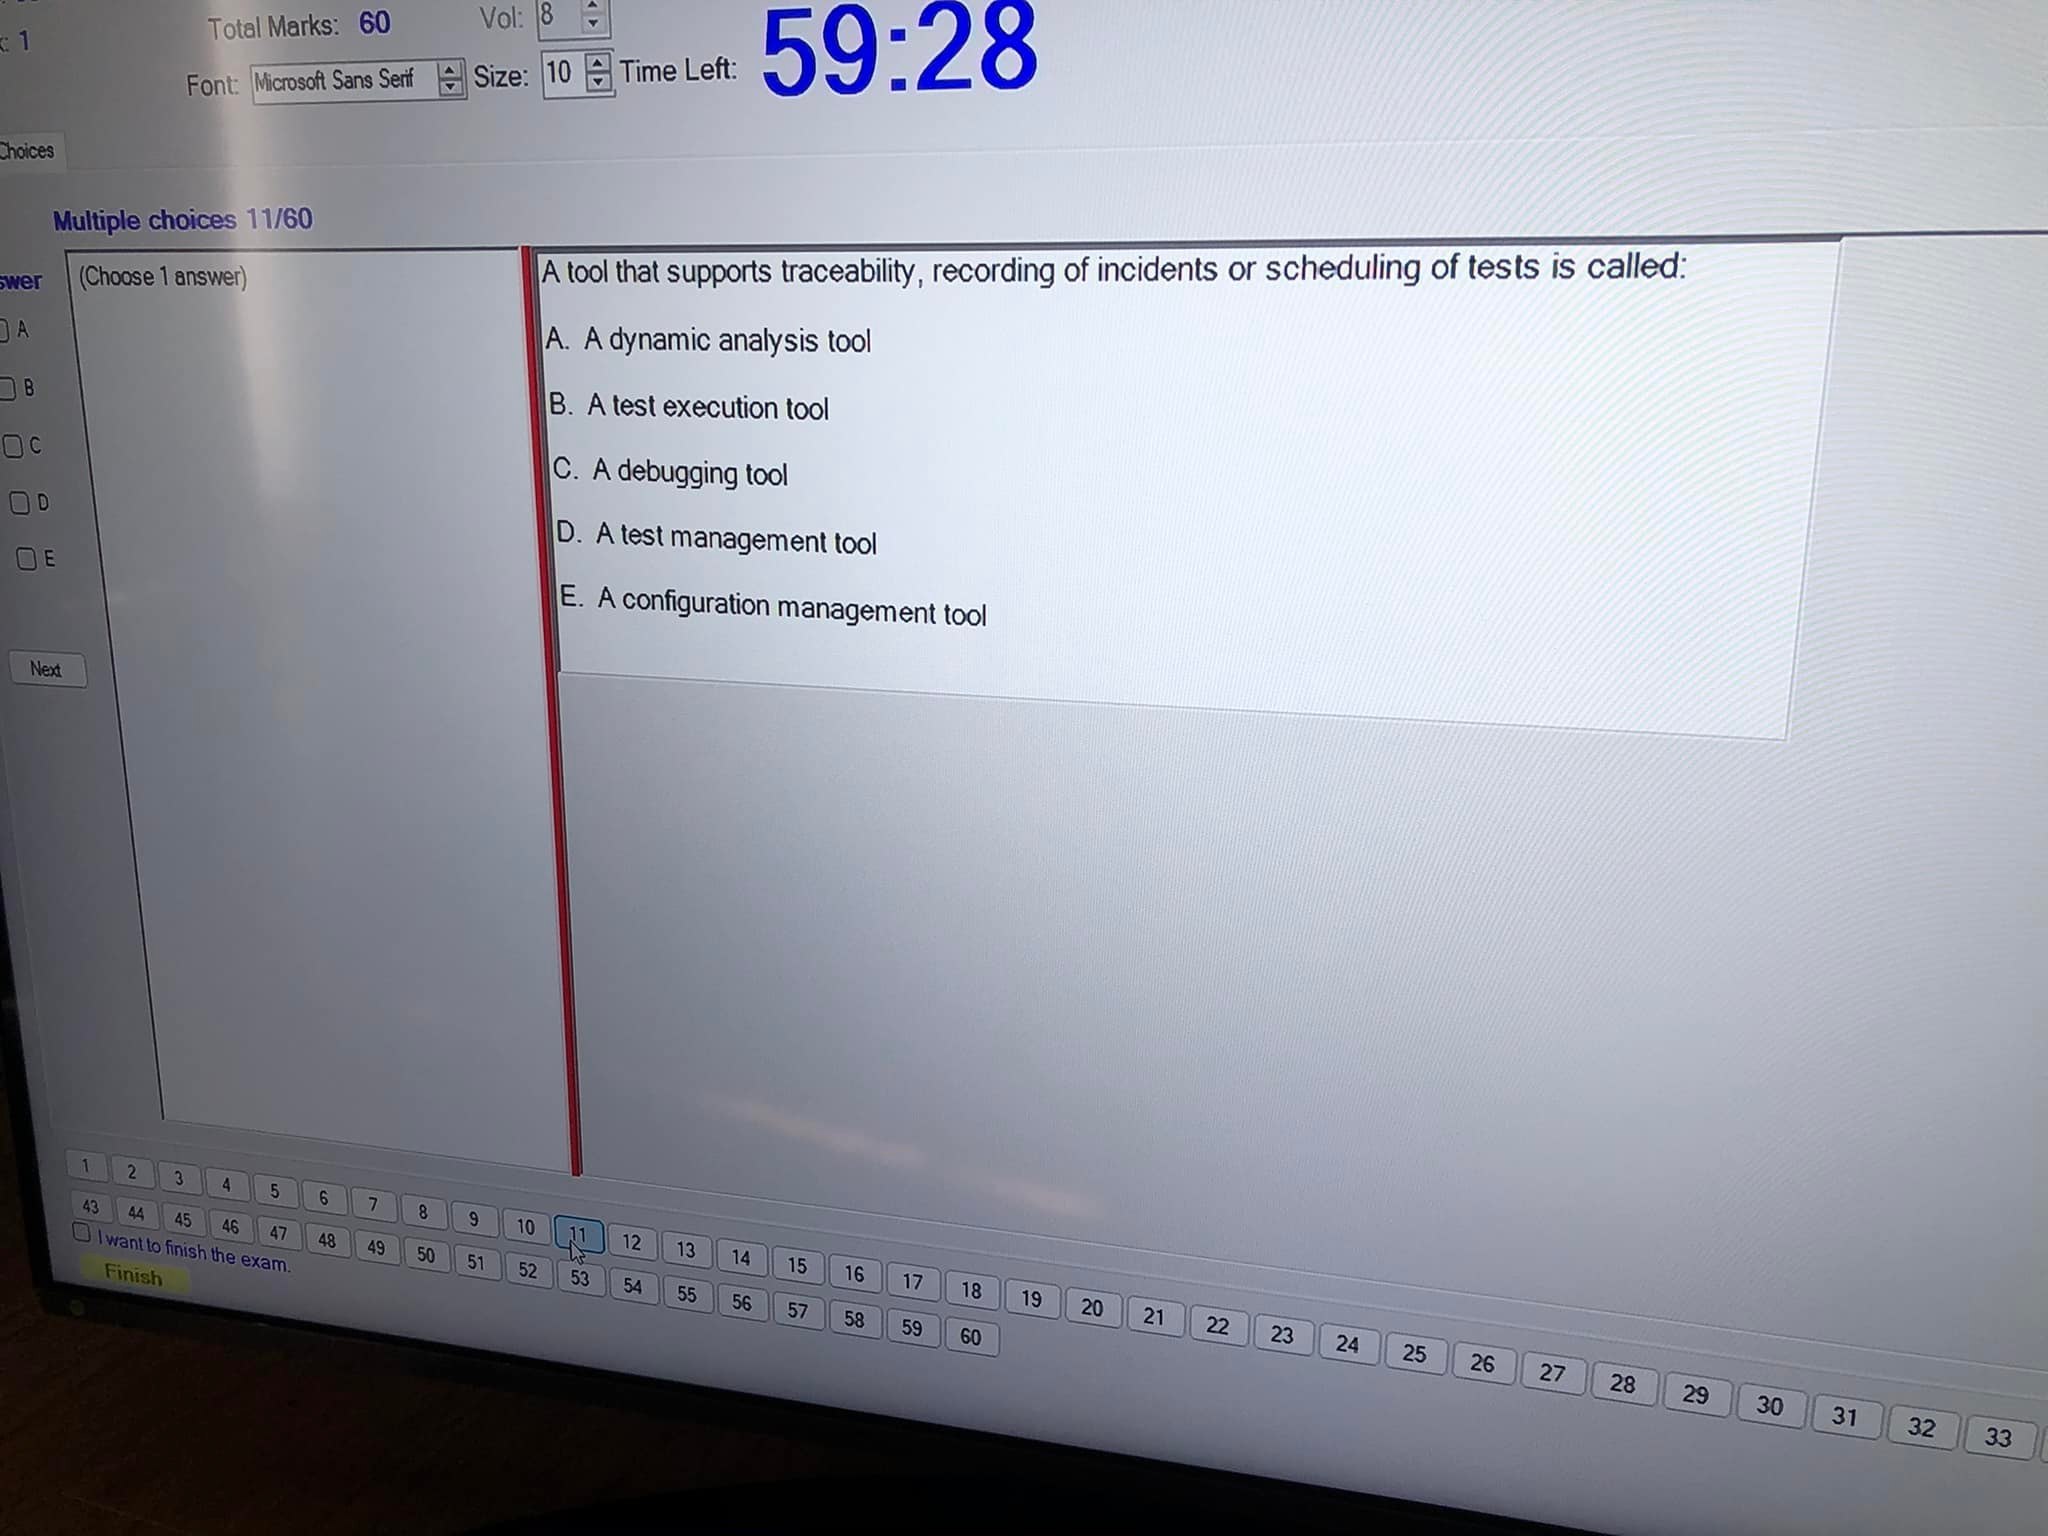 1
Total Marks: 60
Vol: 8
Font: Microsoft Sans Serif Size: 10 Time Left: 59:28
Choices
Multiple choices 11/60
(Choose 1 answer)
A
B
C
D
E
Next
A tool that supports traceability, recording of incidents or scheduling of tests is called:
A. A dynamic analysis tool
B. A test execution tool
C. A debugging tool
D. A test management tool
E. A configuration management tool
1 2 3 4 5 6 7 8 9 10 11 12 13 14 15 16 17 18 19 20 21 22 23 24 25 26 27 28 29 30 31 32 33
43 44 45 46 47 48 49 50 51 52 53 54 55 56 57 58 59 60
I want to finish the exam.
Finish